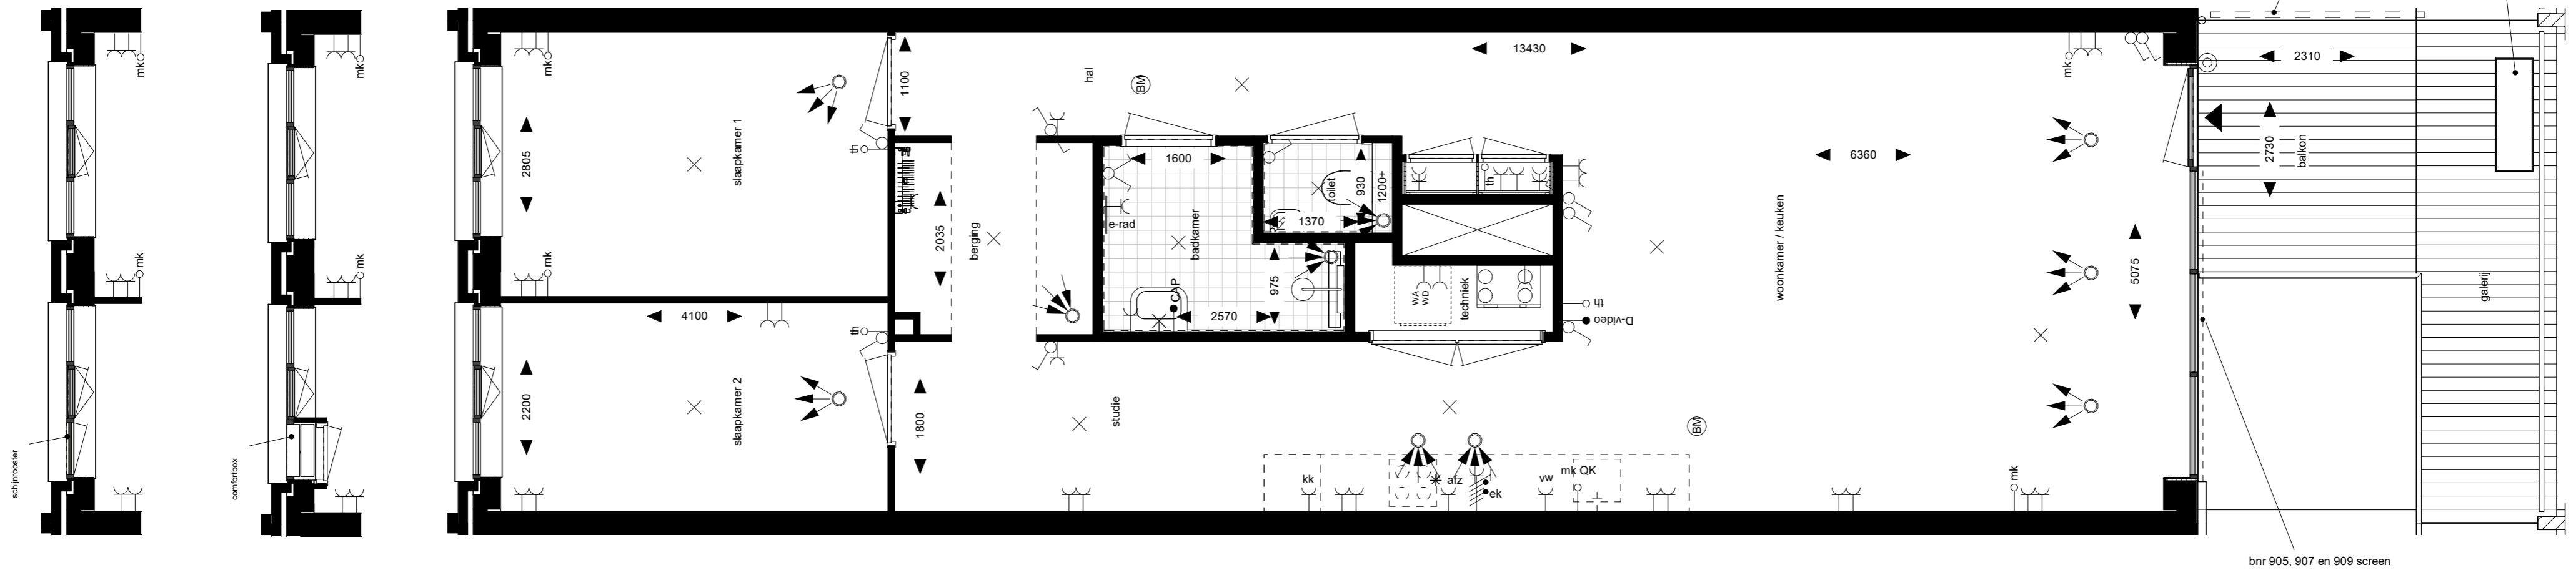 schijnrooster
mk
mk
comfortbox
mk
mk
mk
mk
2805
2200
slaapkamer 1
4100
slaapkamer 2
th
th
1100
2035
1800
berging
hal
BM
studie
1600
e-rad
badkamer
CAP
2570
975
toilet
930
1200+
1370
th
WA
WD
techniek
13430
th
D-video
kk
afz
ek
vw
mk QK
BM
woonkamer / keuken
6360
mk
mk
5075
2310
2730
balkon
galerij
bnr 905, 907 en 909 screen